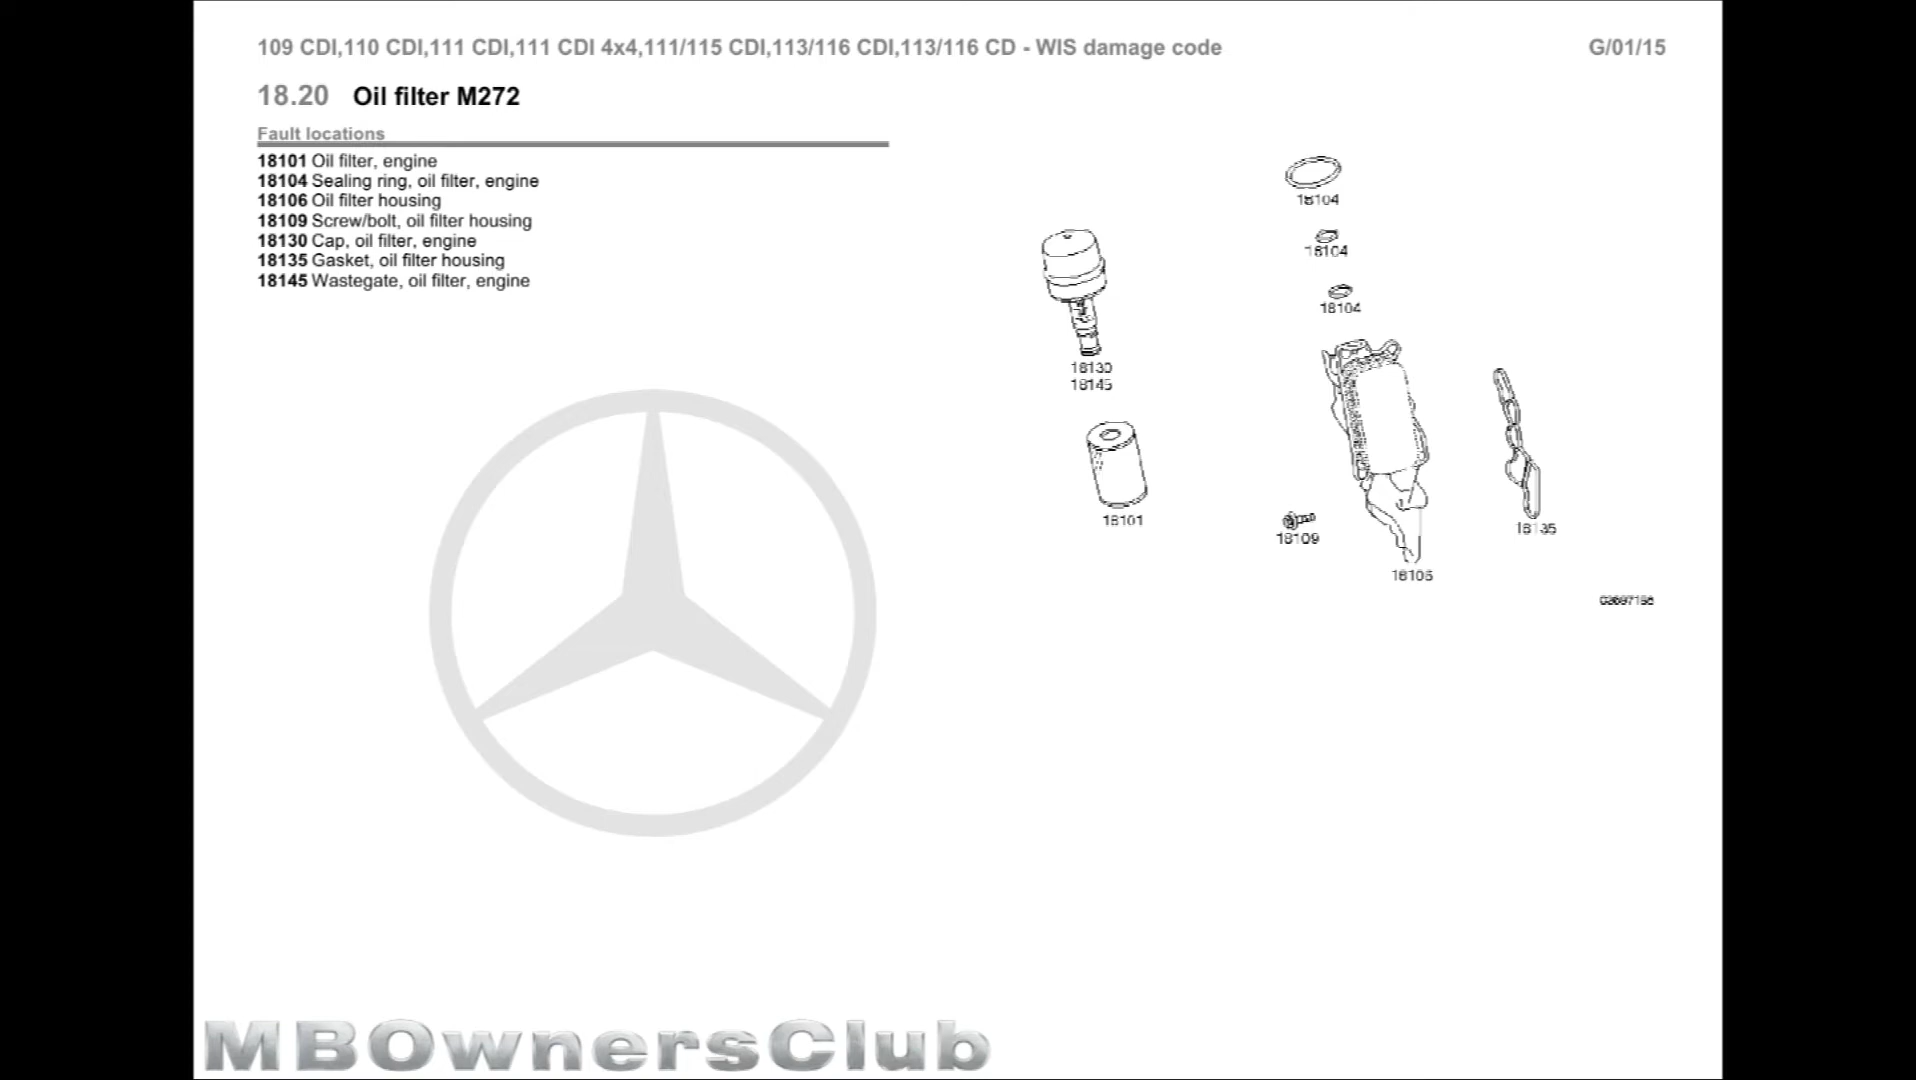 109 CDI,110 CDI,111 CDI,111 CDI 4x4,111/115 CDI,113/116 CDI,113/116 CD - WIS damage code G/01/15
18.20 Oil filter M272
Fault locations
18101 Oil filter, engine
18104 Sealing ring, oil filter, engine
18106 Oil filter housing
18109 Screw/bolt, oil filter housing
18130 Cap, oil filter, engine
18135 Gasket, oil filter housing
18145 Wastegate, oil filter, engine
18104
18104
18104
18130
18145
18101
18109
18135
18106
MBOwnersClub